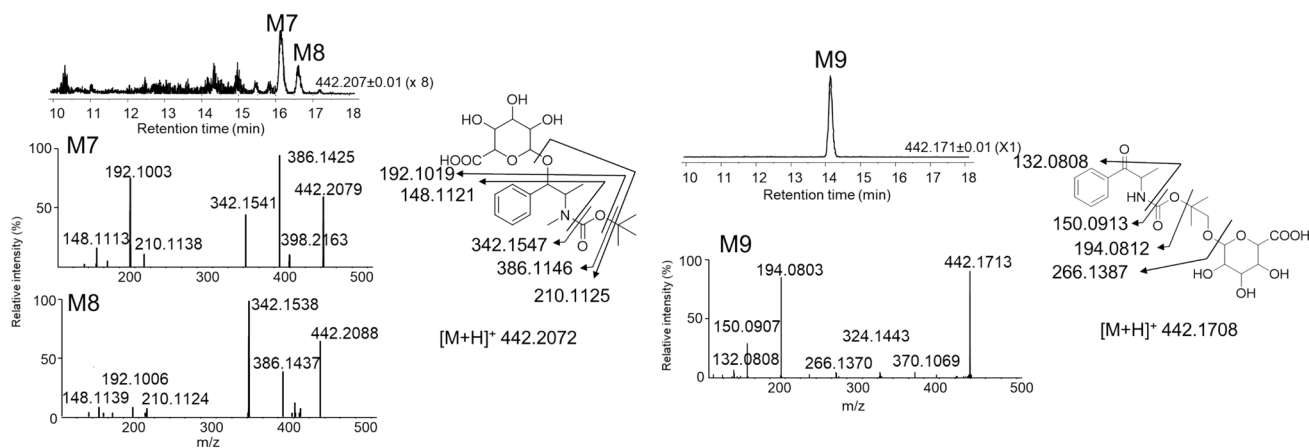 M7
M8
442.207±0.01 (x 8)
10 11 12 13 14 15 16 17 18
Retention time (min)
M7
100
50
Relative intensity (%)
192.1003
386.1425
442.2079
342.1541
398.2163
148.1113
210.1138
200 300 400 500
M8
100
50
0
342.1538
442.2088
386.1437
192.1006
148.1139
210.1124
200 300 400 500
m/z
OH
HO
OH
HOOC
O
O
192.1019
148.1121
N
O
O
342.1547
386.1146
210.1125
[M+H]+ 442.2072
M9
442.171±0.01 (X1)
10 11 12 13 14 15 16 17 18
Retention time (min)
M9
100
50
0
Relative intensity (%)
194.0803
442.1713
150.0907
324.1443
132.0808
266.1370
370.1069
200 300 400 500
m/z
132.0808
O
HN
O
O
150.0913
O
O
COOH
194.0812
266.1387
HO
OH
OH
[M+H]+ 442.1708